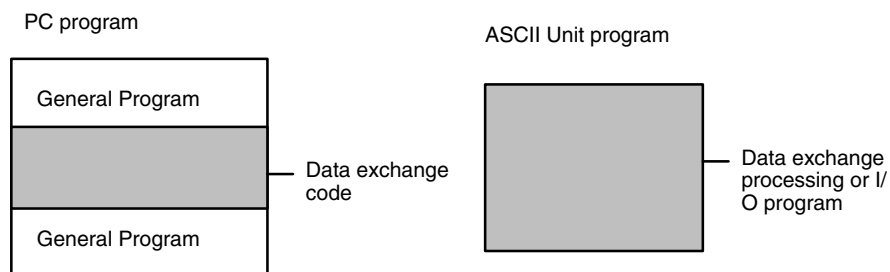 PC program
General Program
Data exchange
code
General Program
ASCII Unit program
Data exchange
processing or I/
O program